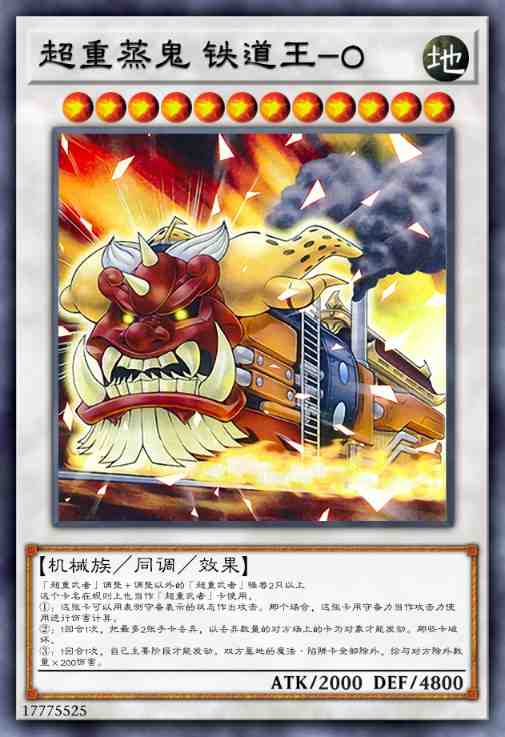 超重蒸鬼 铁道王-O
地
【机械族／同调／效果】
「超重武者」调整＋调整以外的「超重武者」怪兽2只以上
这个卡名在规则上也当作「超重武者」卡使用。
①：这张卡可以用表侧守备表示的状态作出攻击。那个场合，这张卡用守备力当作攻击力使
用进行伤害计算。
②：1回合1次，把最多2张手卡丢弃，以丢弃数量的对方场上的卡为对象才能发动。那些卡破
坏。
③：1回合1次，自己主要阶段才能发动。双方墓地的魔法·陷阱卡全部除外，给与对方除外数
量×200伤害。
ATK/2000 DEF/4800
17775525